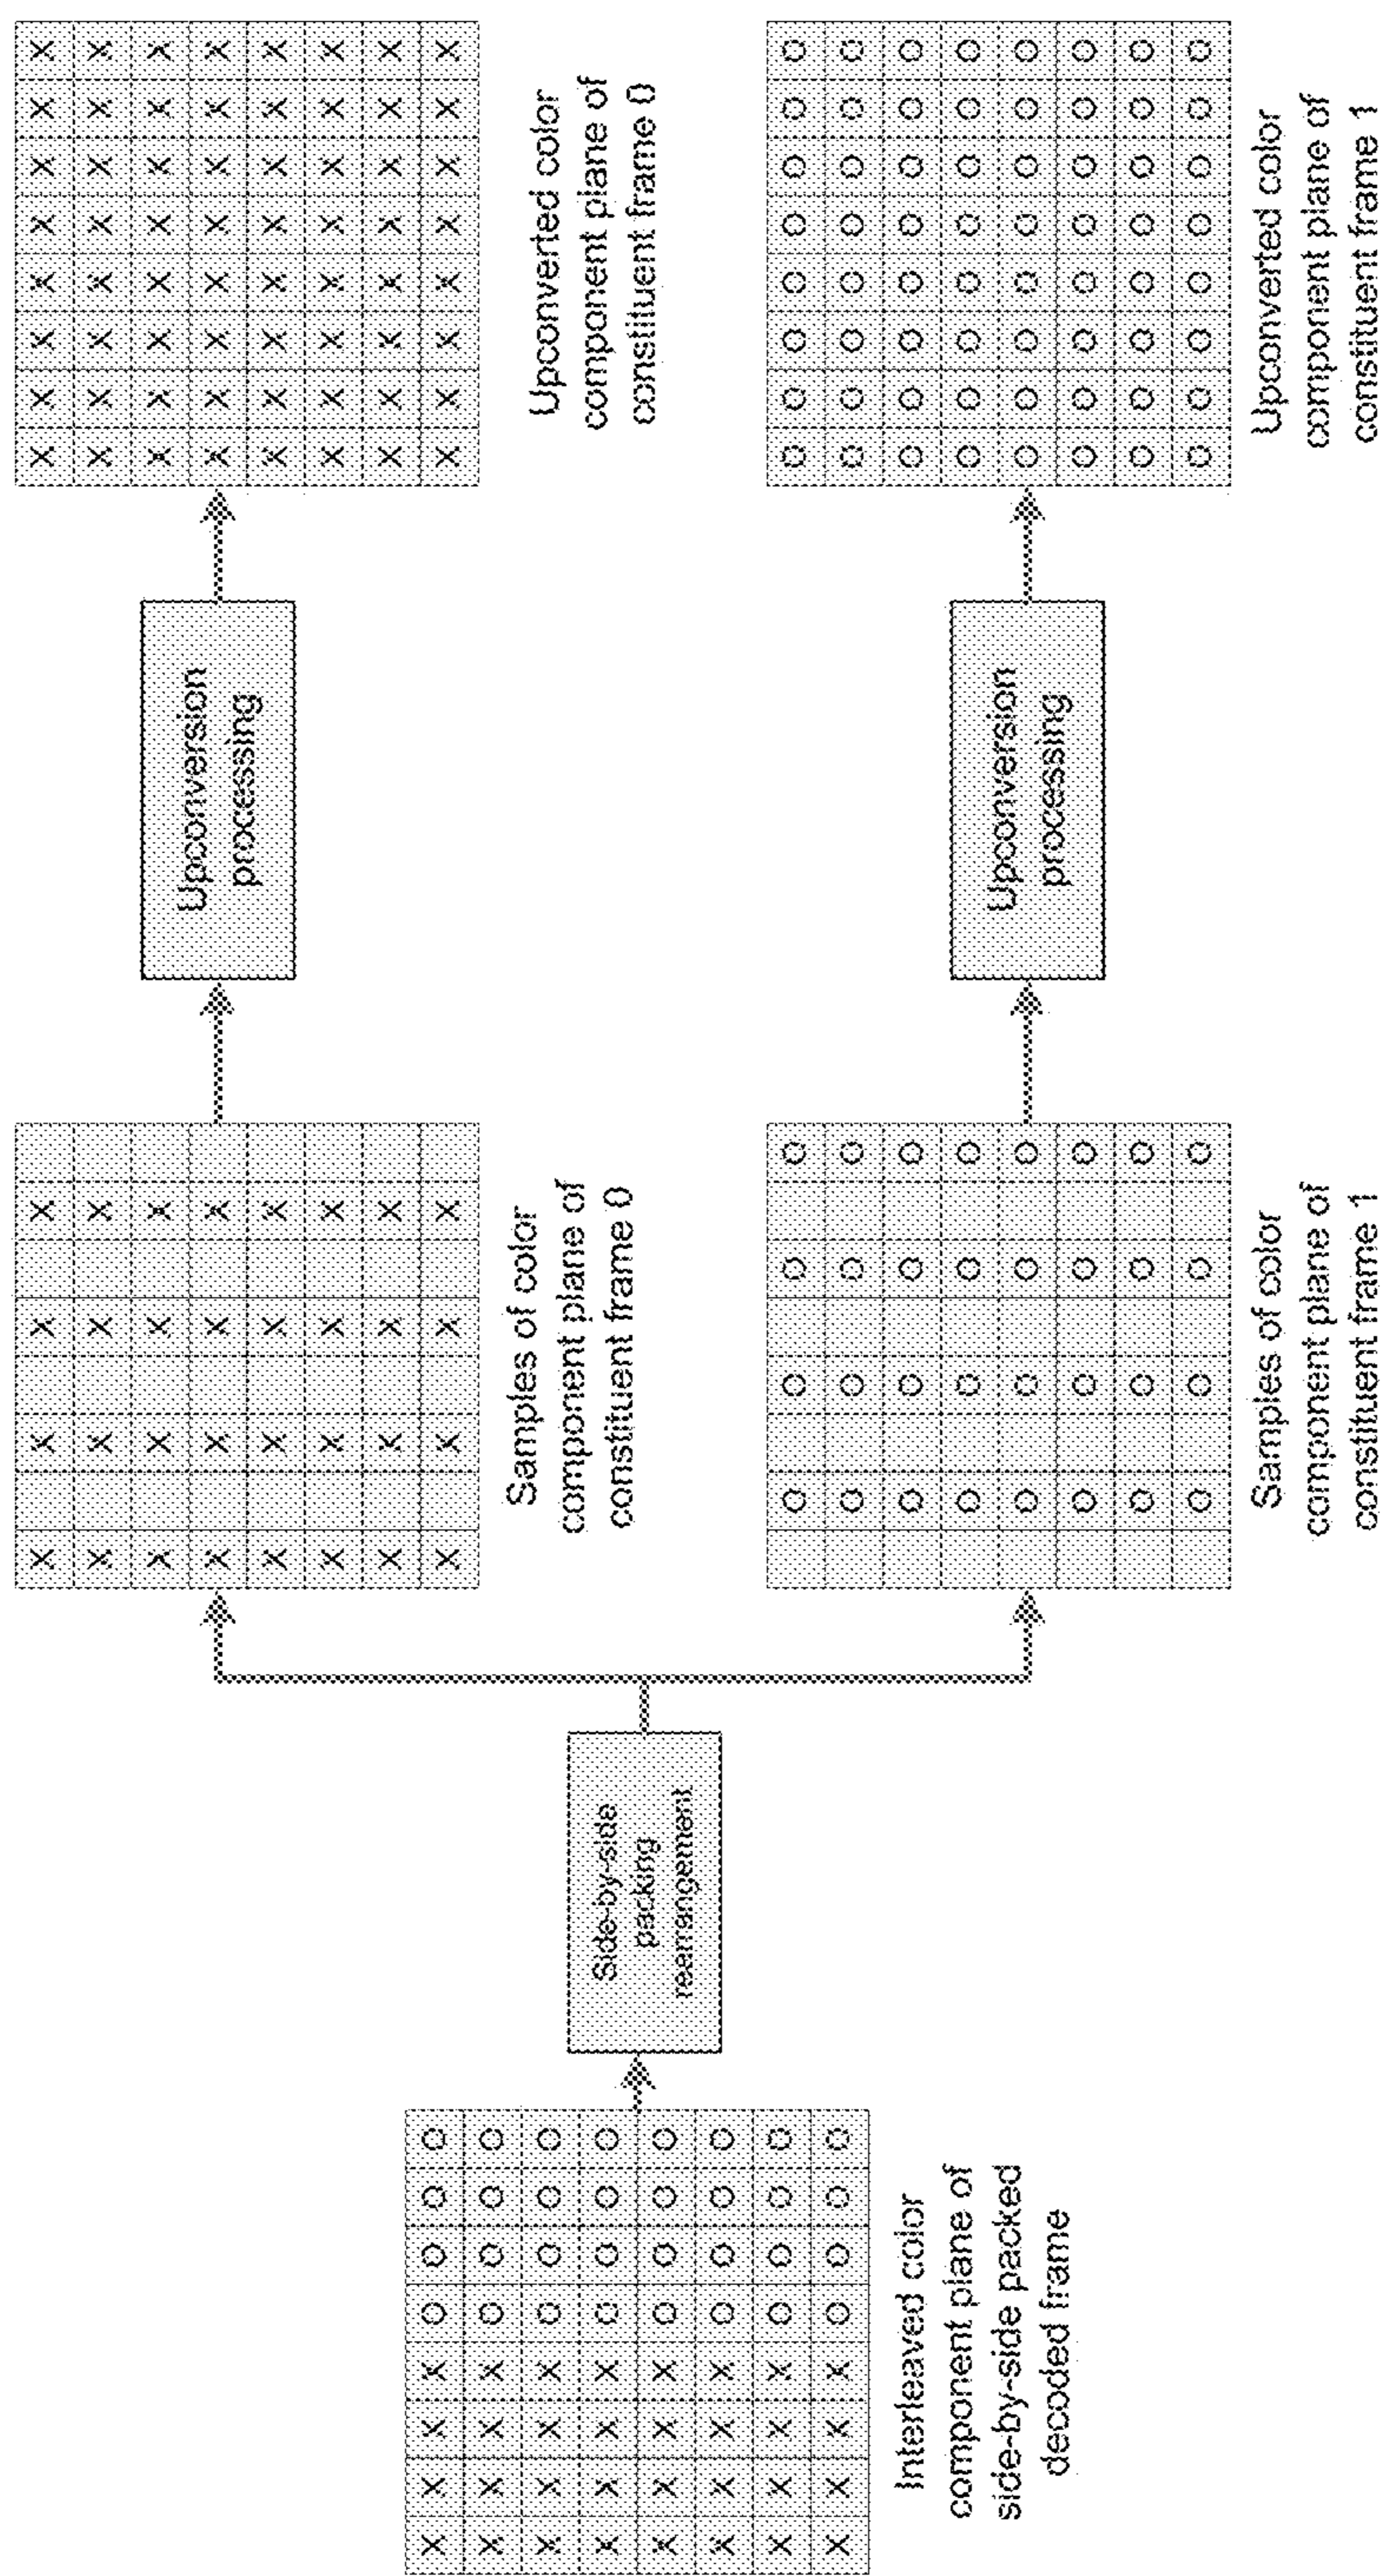 Interleaved color
component plane of
side-by-side packed
decoded frame
Side-by-side
packing
rearrangement
Samples of color
component plane of
constituent frame 0
Upconversion
processing
Upconverted color
component plane of
constituent frame 0
Samples of color
component plane of
constituent frame 1
Upconversion
processing
Upconverted color
component plane of
constituent frame 1